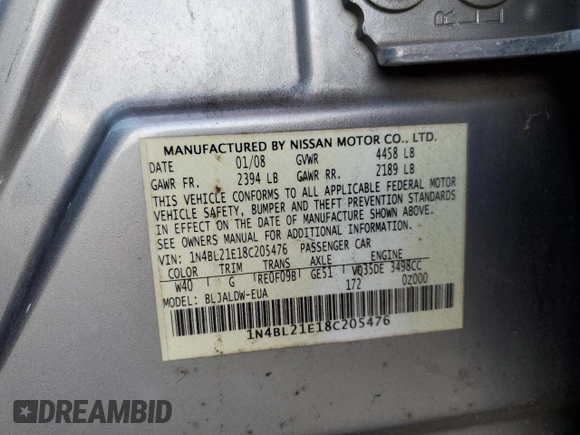 R
L
MANUFACTURED BY NISSAN MOTOR CO., LTD.
DATE 01/08 GVWR 4458 LB
GAWR FR. 2394 LB GAWR RR. 2189 LB
THIS VEHICLE CONFORMS TO ALL APPLICABLE FEDERAL MOTOR
VEHICLE SAFETY, BUMPER AND THEFT PREVENTION STANDARDS
IN EFFECT ON THE DATE OF MANUFACTURE SHOWN ABOVE.
SEE OWNERS MANUAL FOR ADDITIONAL INFORMATION.
VIN: 1N4BL21E18C205476 PASSENGER CAR
COLOR TRIM TRANS AXLE ENGINE
W40 G RE0F09B GE51 VQ35DE 3498CC
MODEL: BLJALDW-EUA 172 0Z000
1N4BL21E18C205476
DREAMBID